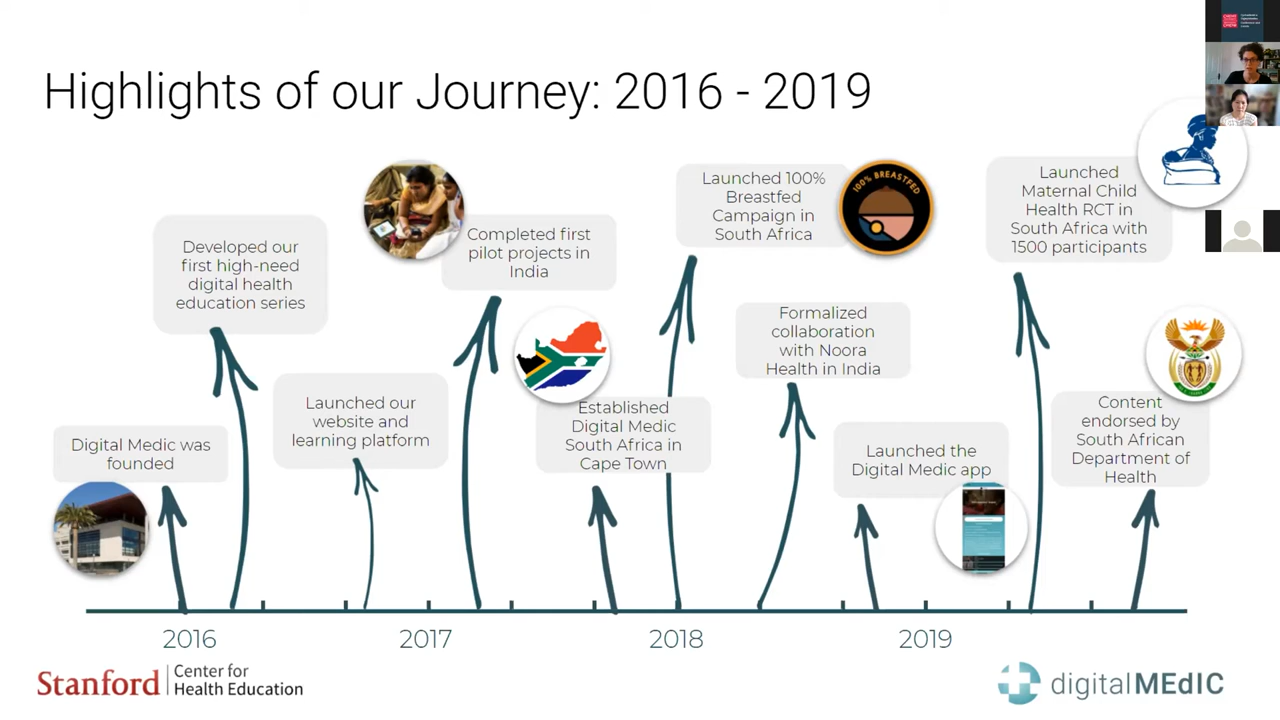 Highlights of our Journey: 2016 - 2019
Digital Medic was
founded
Developed our
first high-need
digital health
education series
Launched our
website and
learning platform
Completed first
pilot projects in
India
Established
Digital Medic
South Africa in
Cape Town
Launched 100%
Breastfed
Campaign in
South Africa
100% BREASTFED
Formalized
collaboration
with Noora
Health in India
Launched the
Digital Medic app
Launched
Maternal Child
Health RCT in
South Africa with
1500 participants
Content
endorsed by
South African
Department of
Health
2016
2017
2018
2019
Stanford
Center for
Health Education
digitalMEdIC